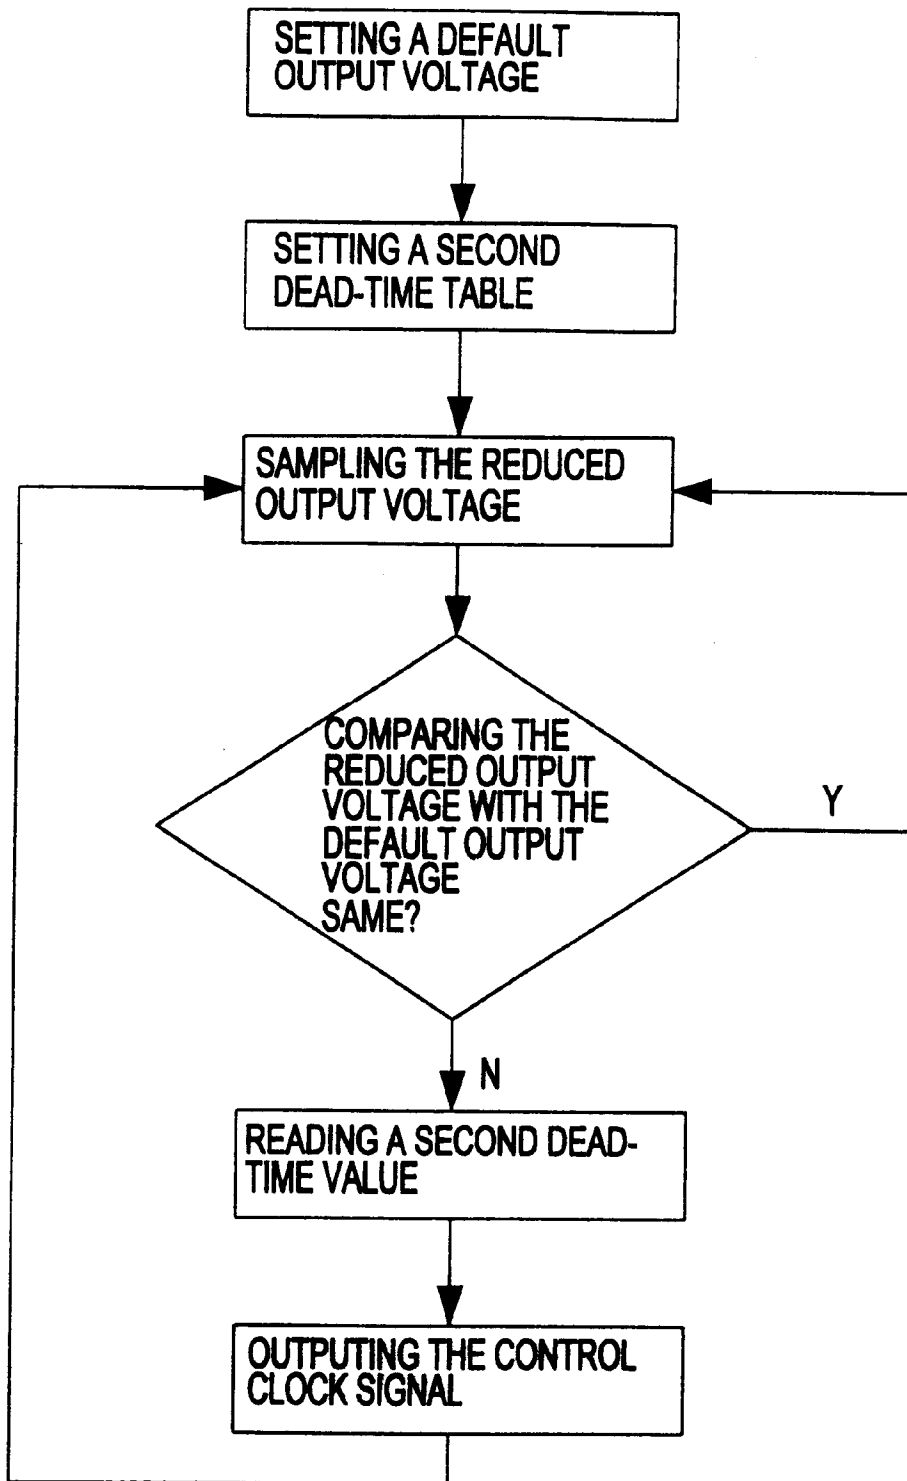 SETTING A DEFAULT
OUTPUT VOLTAGE
SETTING A SECOND
DEAD-TIME TABLE
SAMPLING THE REDUCED
OUTPUT VOLTAGE
COMPARING THE
REDUCED OUTPUT
VOLTAGE WITH THE
DEFAULT OUTPUT
VOLTAGE
SAME?
Y
N
READING A SECOND DEAD-
TIME VALUE
OUTPUTING THE CONTROL
CLOCK SIGNAL